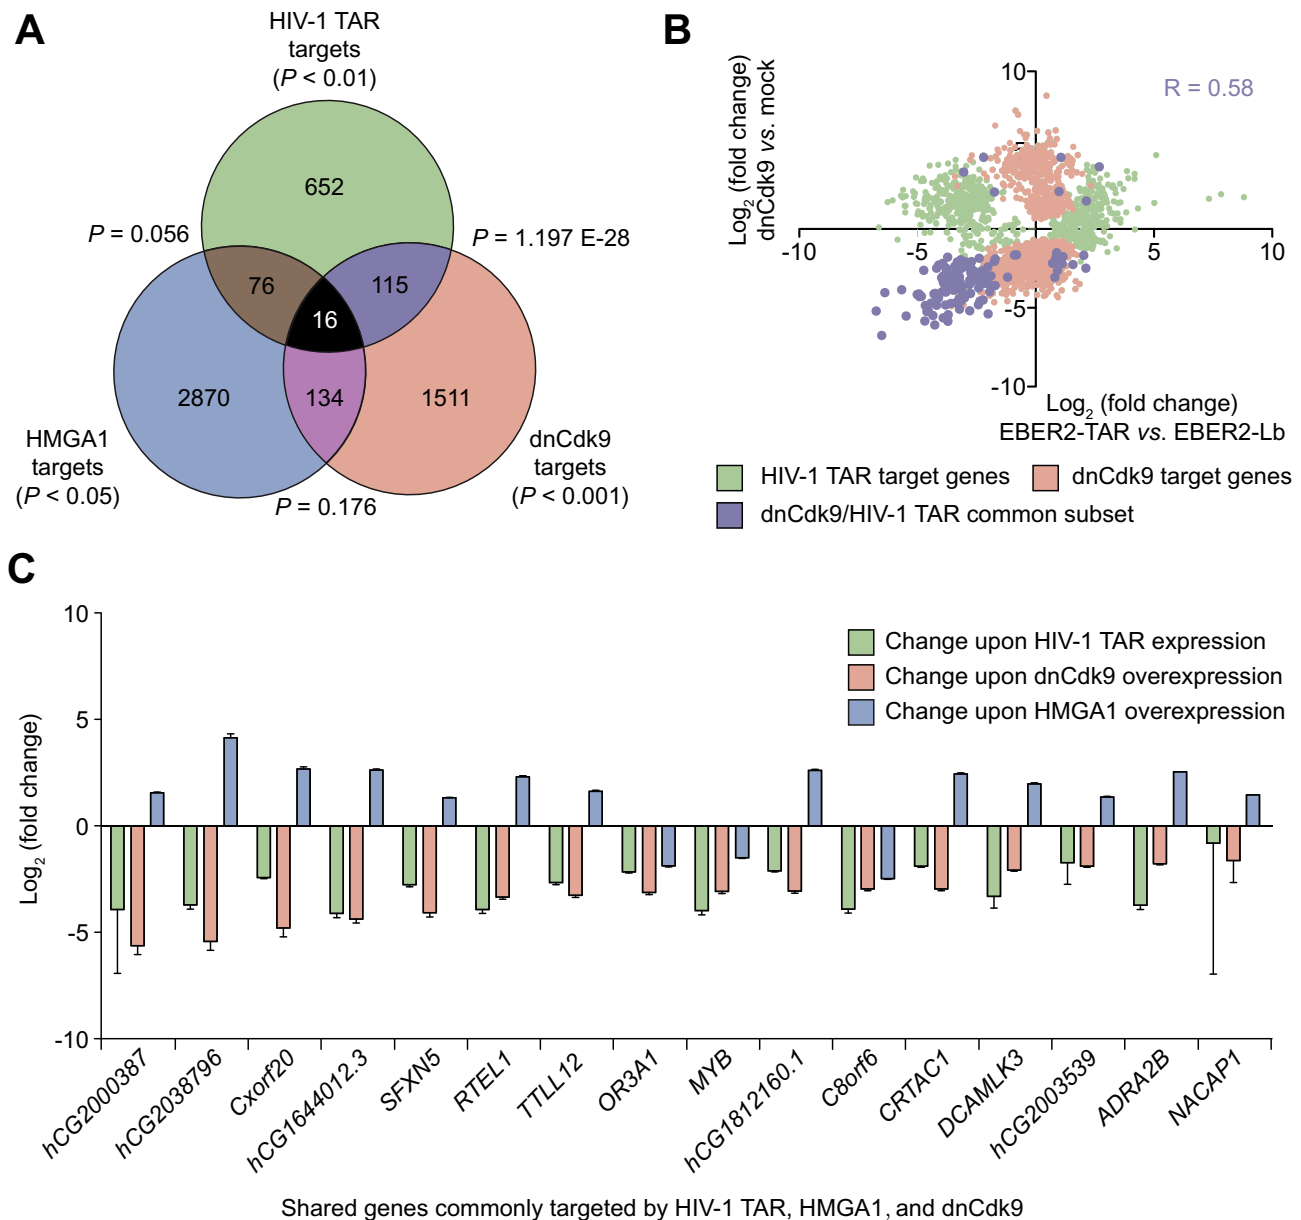 A
HIV-1 TAR
targets
(P < 0.01)
652
P = 0.056
P = 1.197 E-28
76
115
16
2870
134
1511
HMGA1
targets
(P < 0.05)
dnCdk9
targets
(P < 0.001)
P = 0.176
B
Log2 (fold change)
dnCdk9 vs. mock
R = 0.58
10
5
-10
-5
5
10
-5
-10
Log2 (fold change)
EBER2-TAR vs. EBER2-Lb
HIV-1 TAR target genes
dnCdk9 target genes
dnCdk9/HIV-1 TAR common subset
C
Log2 (fold change)
10
5
0
-5
-10
Change upon HIV-1 TAR expression
Change upon dnCdk9 overexpression
Change upon HMGA1 overexpression
hCG2000387
hCG2038796
Cxorf20
hCG1644012.3
SFXN5
RTEL1
TTLL12
OR3A1
MYB
hCG1812160.1
C8orf6
CRTAC1
DCAMLK3
hCG2003539
ADRA2B
NACAP1
Shared genes commonly targeted by HIV-1 TAR, HMGA1, and dnCdk9